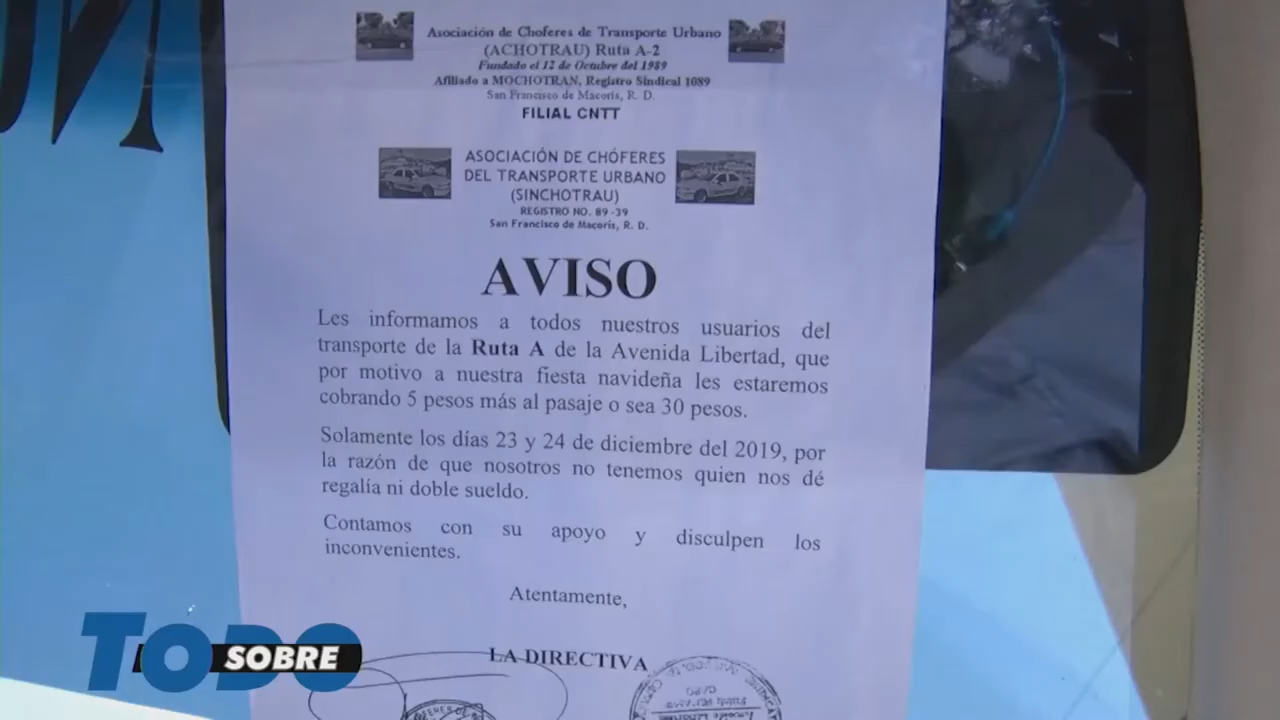 Asociación de Choferes de Transporte Urbano
(ACHOTRAU) Ruta A-2
Fundado el 12 de Octubre del 1989
Afiliado a MOCHOTRAN, Registro Sindical 1089
San Francisco de Macorís, R. D.
FILIAL CNTT
ASOCIACIÓN DE CHÓFERES
DEL TRANSPORTE URBANO
(SINCHOTRAU)
REGISTRO NO. 89-39
San Francisco de Macorís, R. D.
AVISO
Les informamos a todos nuestros usuarios del
transporte de la Ruta A de la Avenida Libertad, que
por motivo a nuestra fiesta navideña les estaremos
cobrando 5 pesos más al pasaje o sea 30 pesos.
Solamente los días 23 y 24 de diciembre del 2019, por
la razón de que nosotros no tenemos quien nos dé
regalía ni doble sueldo.
Contamos con su apoyo y disculpen los
inconvenientes.
Atentamente,
LA DIRECTIVA
TODO
SOBRE